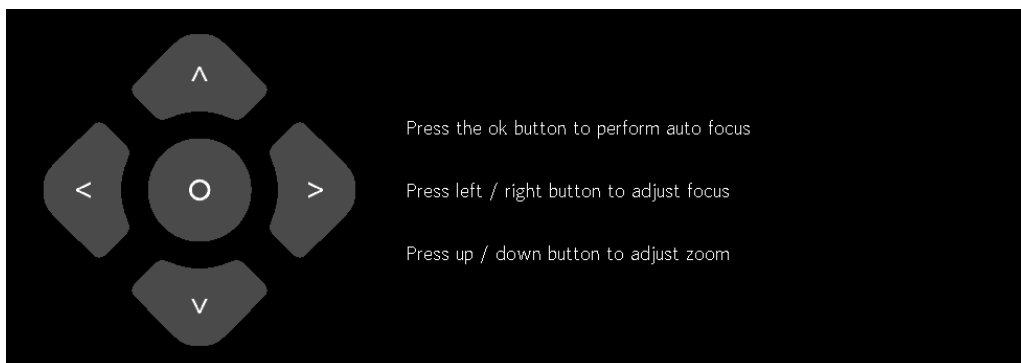 ^
<
O
>
v
Press the ok button to perform auto focus
Press left / right button to adjust focus
Press up / down button to adjust zoom